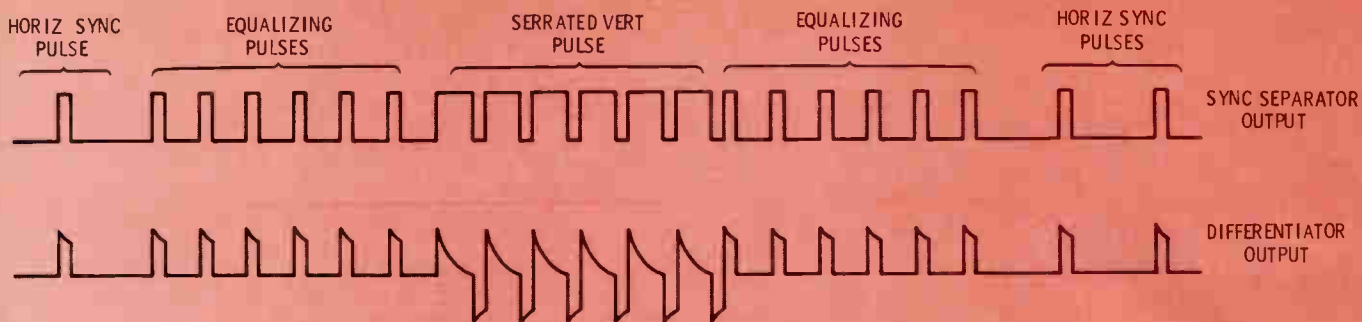 HORIZ SYNC
PULSE
EQUALIZING
PULSES
SERRATED VERT
PULSE
EQUALIZING
PULSES
HORIZ SYNC
PULSES
SYNC SEPARATOR
OUTPUT
DIFFERENTIATOR
OUTPUT